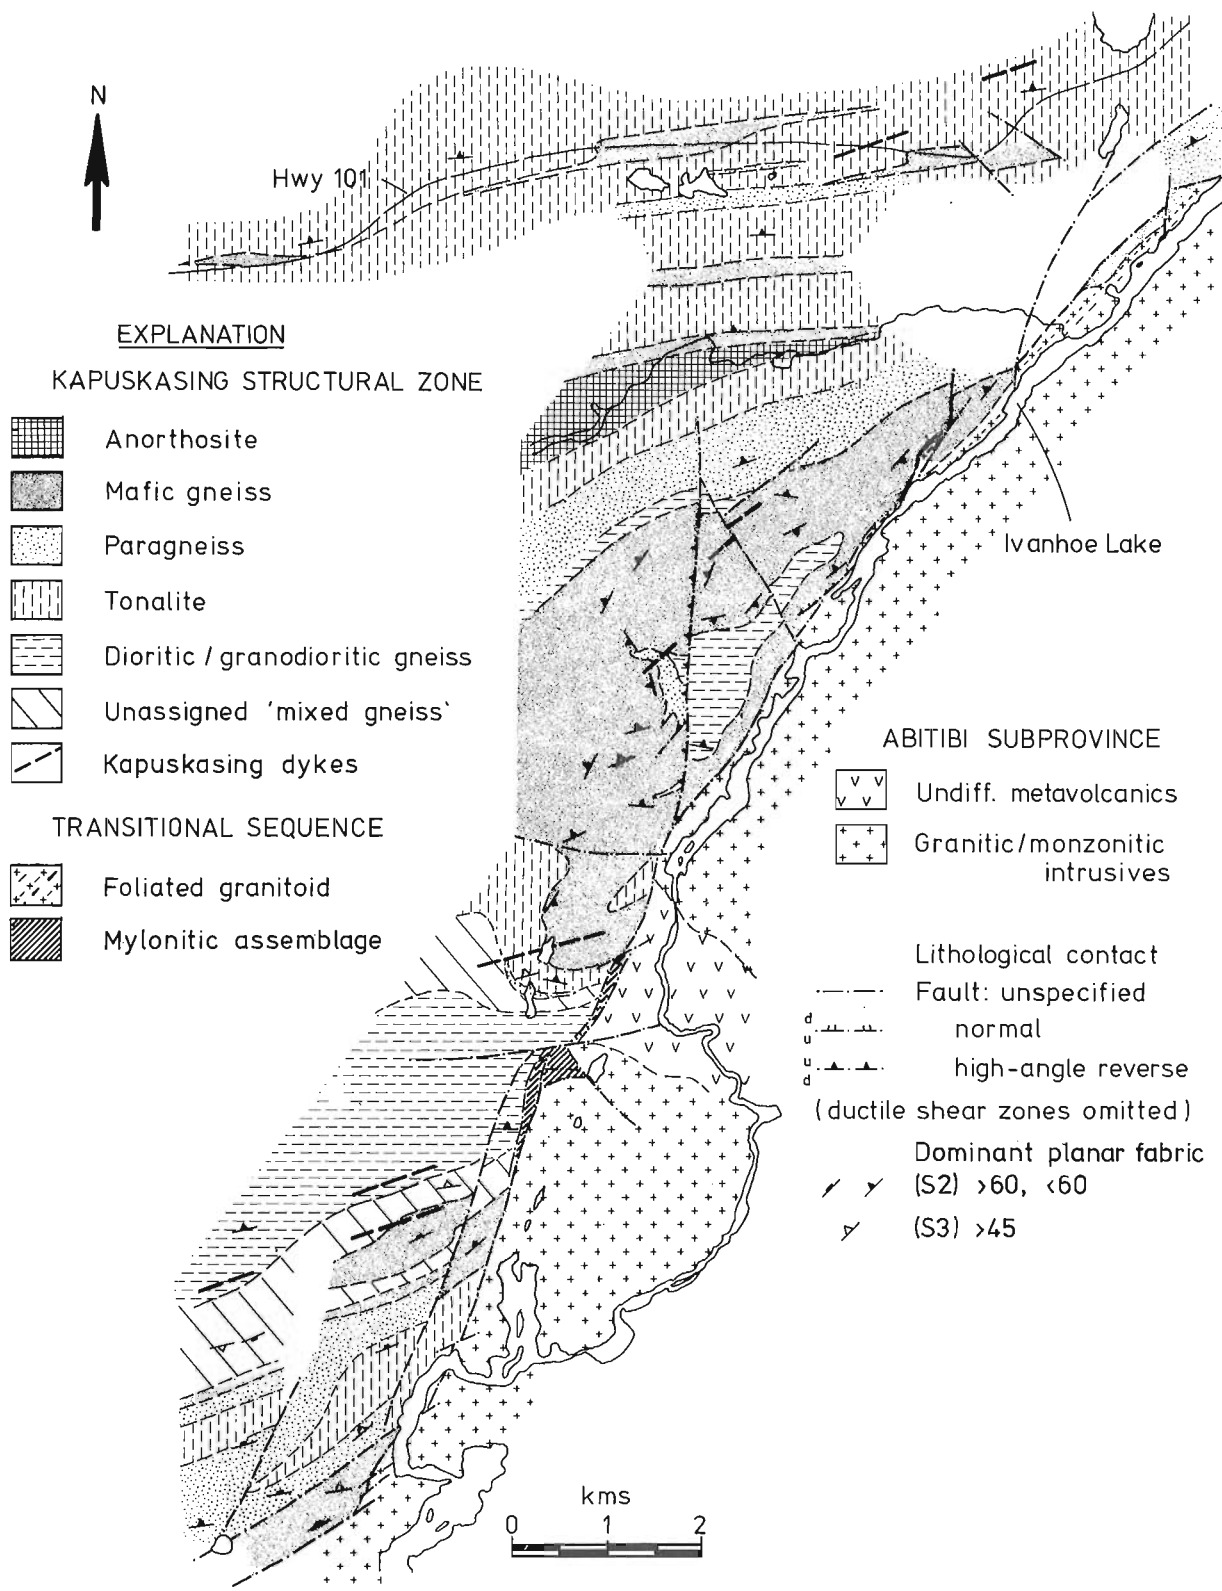 N
Hwy 101
EXPLANATION
KAPUSKASING STRUCTURAL ZONE
Anorthosite
Mafic gneiss
Paragneiss
Tonalite
Dioritic / granodioritic gneiss
Unassigned 'mixed gneiss'
Kapuskasing dykes
TRANSITIONAL SEQUENCE
Foliated granitoid
Mylonitic assemblage
Ivanhoe Lake
ABITIBI SUBPROVINCE
Undiff. metavolcanics
Granitic/monzonitic
intrusives
Lithological contact
Fault: unspecified
d
u
normal
u
d
high-angle reverse
(ductile shear zones omitted)
Dominant planar fabric
(S2) >60, <60
(S3) >45
kms
0 1 2